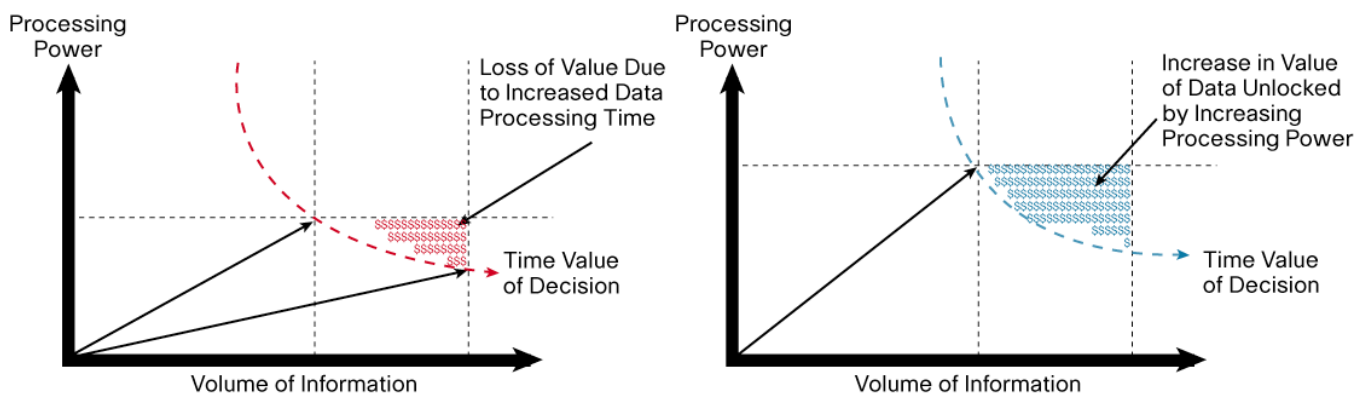 Processing
Power
Loss of Value Due
to Increased Data
Processing Time
$$$$$$$$$$$$$$
$$$$$$$$$$$$
$$$$$$$$
$$$
Time Value
of Decision
Volume of Information
Processing
Power
Increase in Value
of Data Unlocked
by Increasing
Processing Power
Time Value
of Decision
Volume of Information